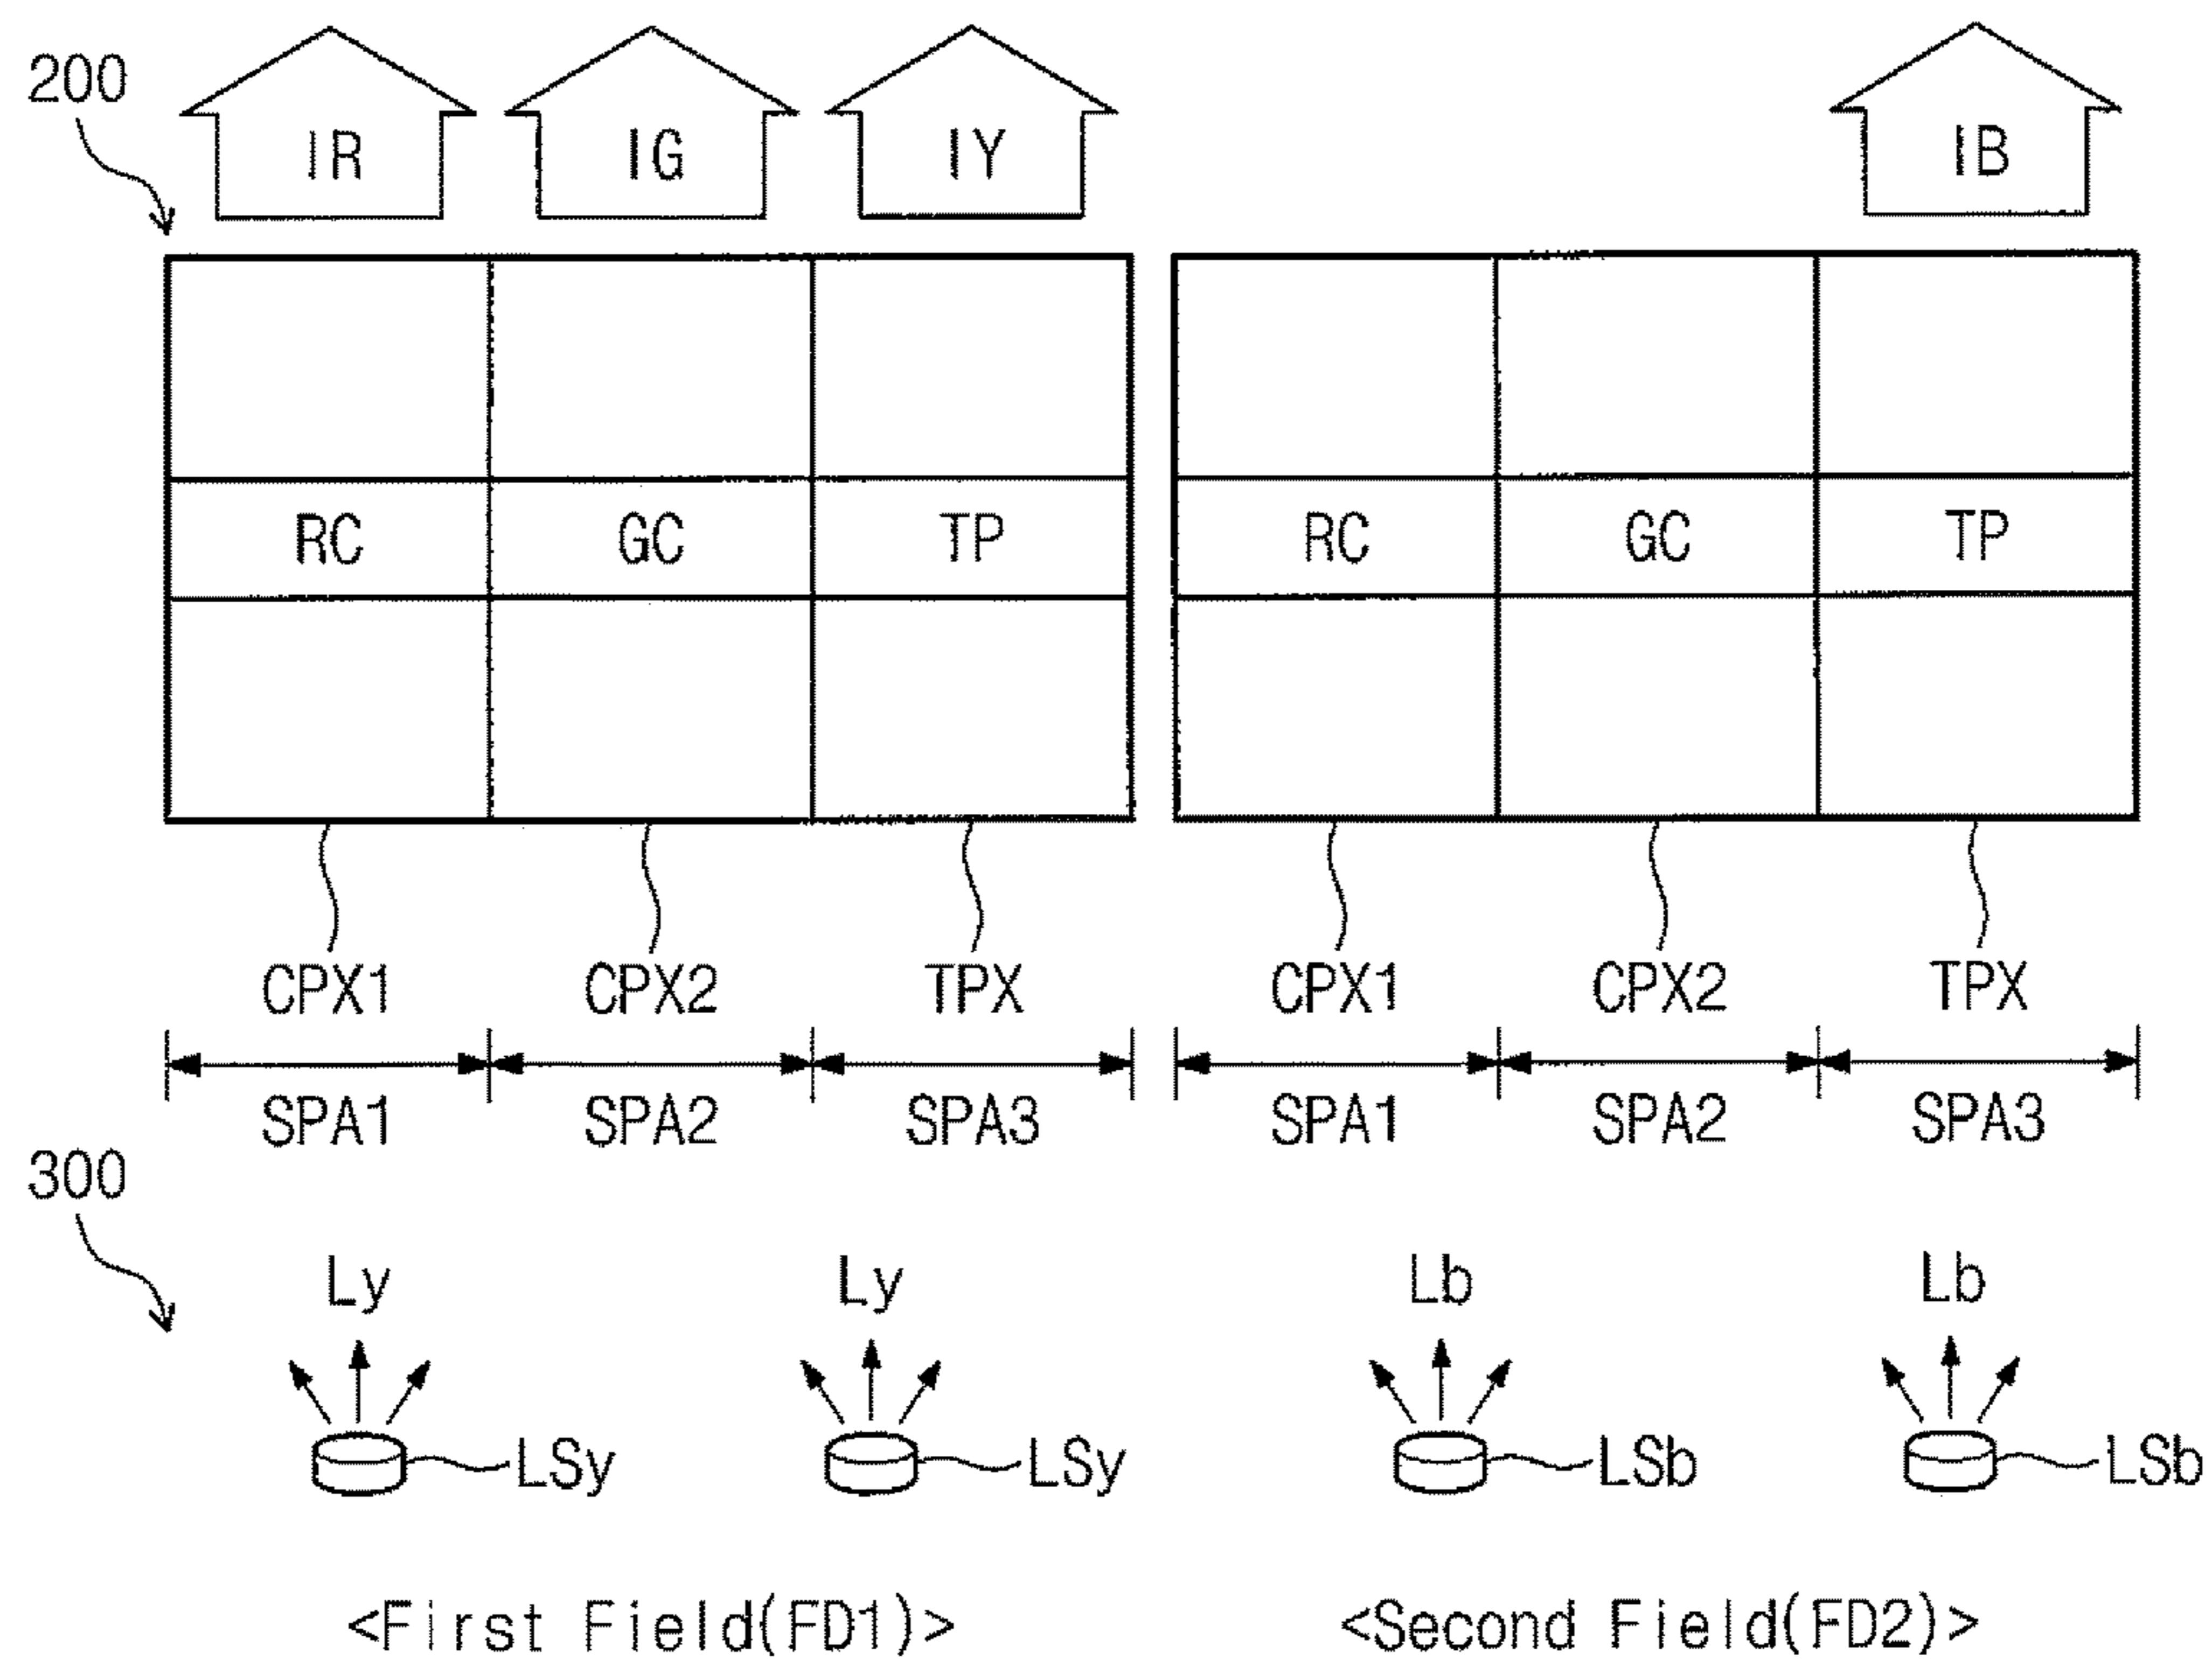 200
IR IG IY IB
RC GC TP RC GC TP
CPX1 CPX2 TPX CPX1 CPX2 TPX
SPA1 SPA2 SPA3 SPA1 SPA2 SPA3
300
Ly Ly Lb Lb
LSy LSy LSb LSb
<First Field(FD1)> <Second Field(FD2)>